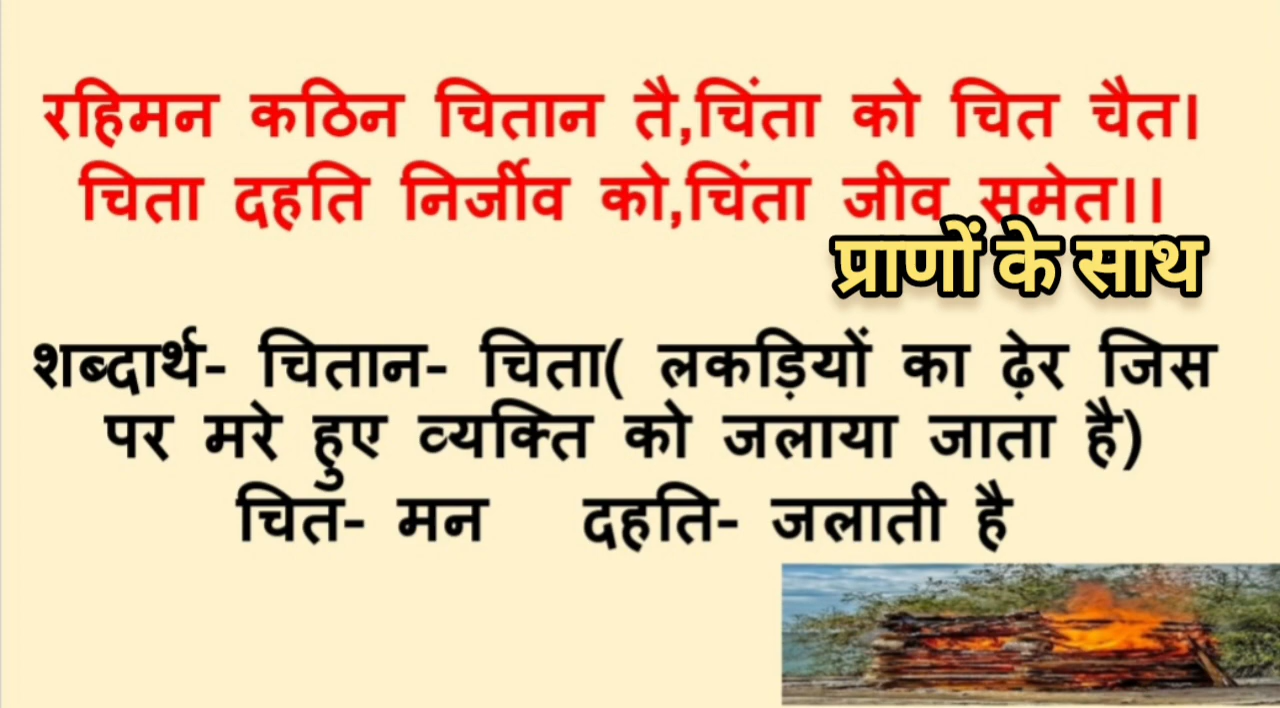 रहिमन कठिन चितान तै,चिंता को चित चैत।
चिता दहति निर्जीव को,चिंता जीव समेत।।
प्राणों के साथ
शब्दार्थ- चितान- चिता( लकड़ियों का ढ़ेर जिस
पर मरे हुए व्यक्ति को जलाया जाता है)
चित- मन दहति- जलाती है